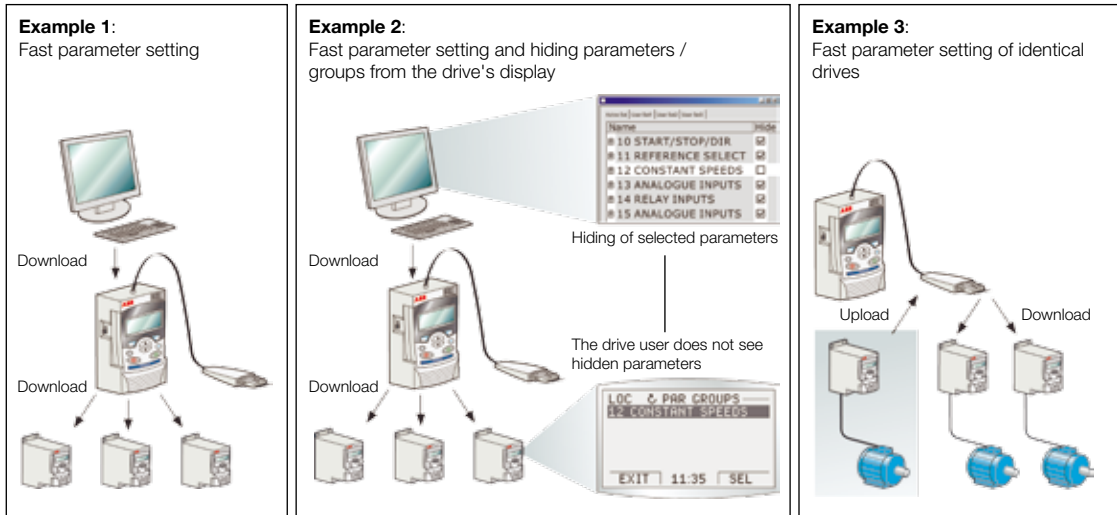 Example 1:
Fast parameter setting
Download
Download
Example 2:
Fast parameter setting and hiding parameters /
groups from the drive's display
Name Hide
10 START/STOP/DIR
11 REFERENCE SELECT
12 CONSTANT SPEEDS
13 ANALOGUE INPUTS
14 RELAY INPUTS
15 ANALOGUE INPUTS
Hiding of selected parameters
Download
The drive user does not see
hidden parameters
Download
LOC PAR GROUPS
12 CONSTANT SPEEDS
EXIT 11:35 SEL
Example 3:
Fast parameter setting of identical
drives
ABB
Upload
Download